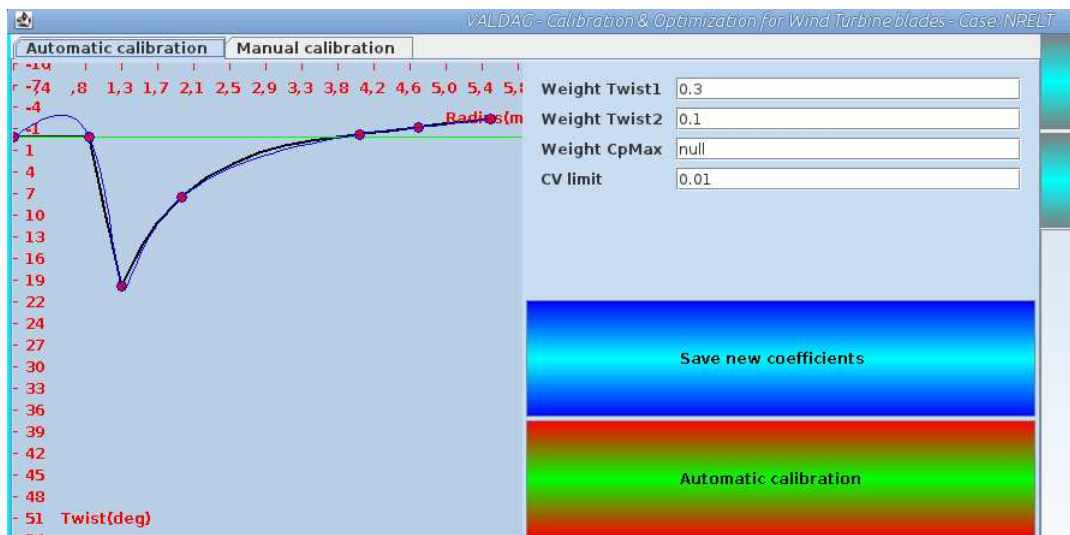 VALDAG - Calibration & Optimization for Wind Turbine blades - Case: NRELT
Automatic calibration Manual calibration
,8 1,3 1,7 2,1 2,5 2,9 3,3 3,8 4,2 4,6 5,0 5,4
Radius(m
-4
-1
1
4
7
10
13
16
19
22
24
27
30
33
36
39
42
45
48
51
Twist(deg)
Weight Twist1 0.3
Weight Twist2 0.1
Weight CpMax null
CV limit 0.01
Save new coefficients
Automatic calibration